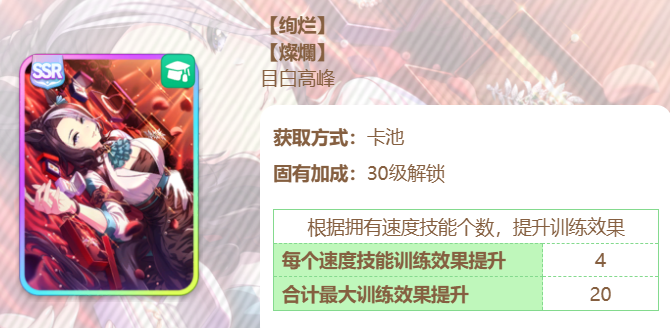 【绚烂】
【燦爛】
目白高峰
SSR
获取方式：卡池
固有加成：30级解锁
根据拥有速度技能个数，提升训练效果
每个速度技能训练效果提升 4
合计最大训练效果提升 20